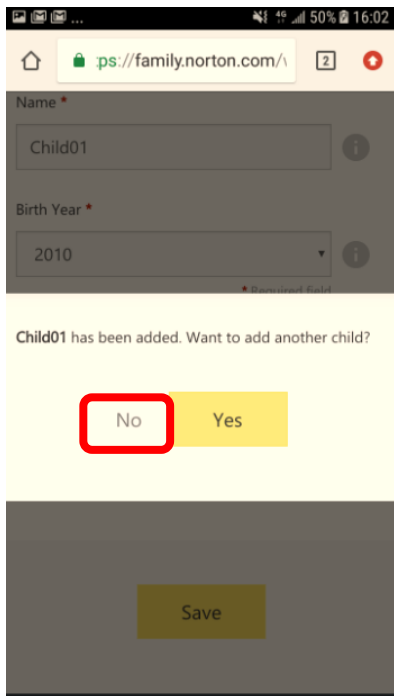 ... 4G 50% 16:02
ps://family.norton.com/ 2
Name *
Child01
Birth Year *
2010
* Required field
Child01 has been added. Want to add another child?
No Yes
Save